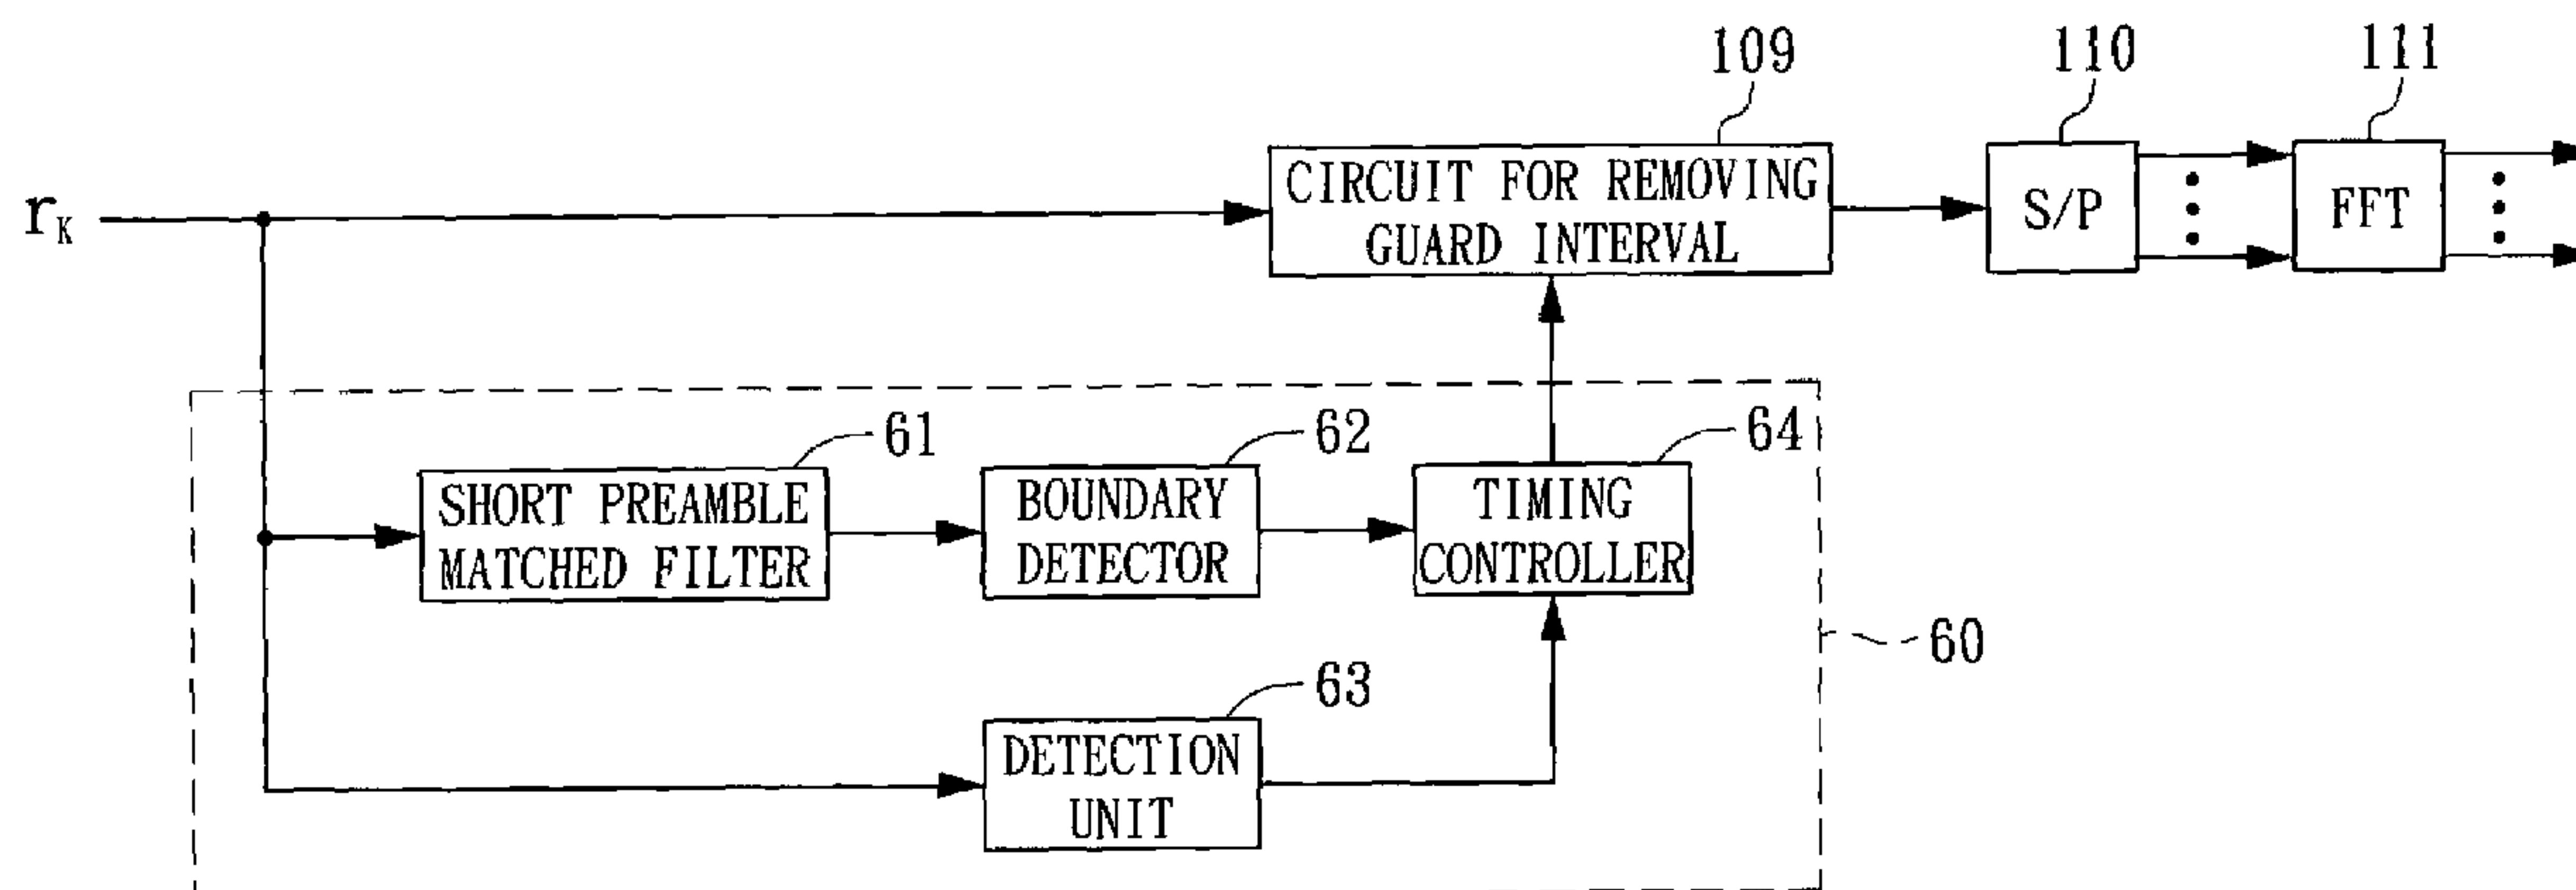 109
110
111
r_K
CIRCUIT FOR REMOVING
GUARD INTERVAL
S/P
FFT
61
62
64
SHORT PREAMBLE
MATCHED FILTER
BOUNDARY
DETECTOR
TIMING
CONTROLLER
60
63
DETECTION
UNIT